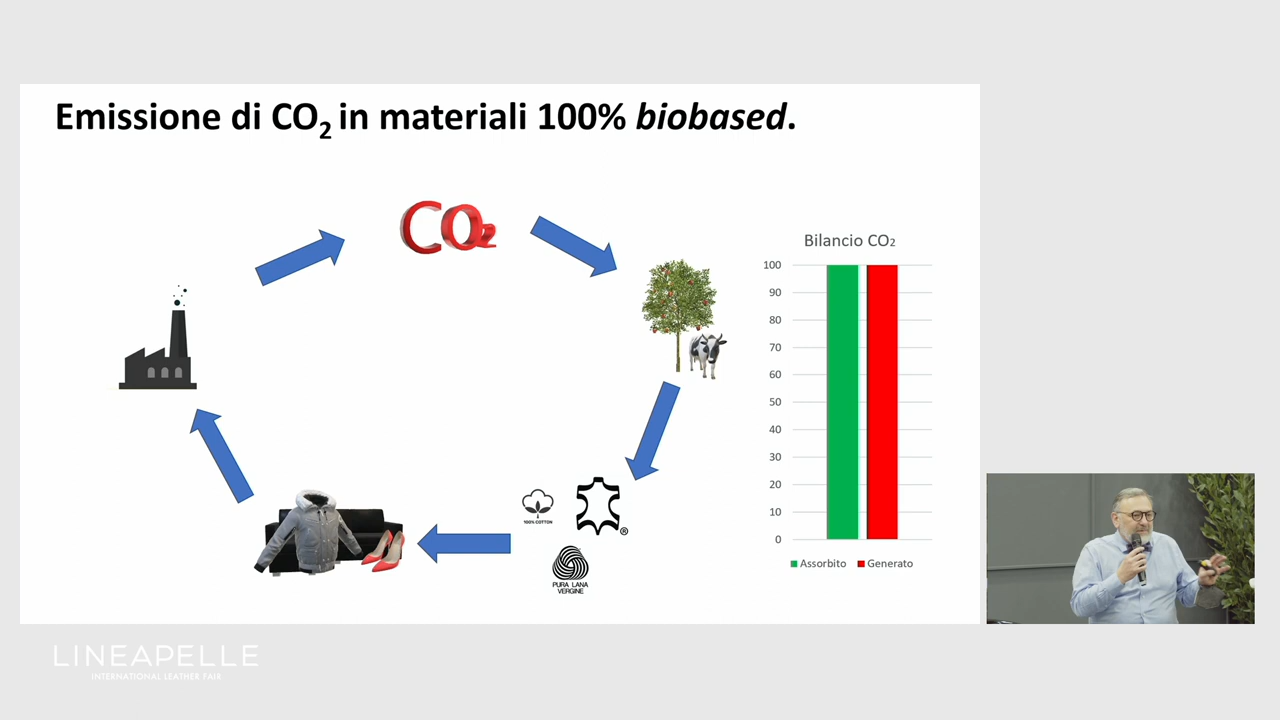 Emissione di CO2 in materiali 100% biobased.
CO2
Bilancio CO2
100
90
80
70
60
50
40
30
20
10
0
Assorbito
Generato
100% COTTON
®
PURA LANA
VERGINE
LINEAPELLE
INTERNATIONAL LEATHER FAIR